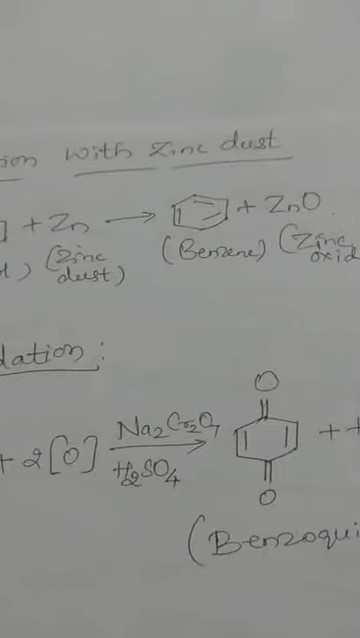 ion with zinc dust
+ Zn → + ZnO
(Zinc dust) (Benzene) (Zinc oxid
dation:
+ 2[O] Na2Cr2O7 H2SO4 O O +
(Benzoqui